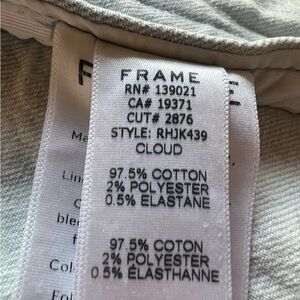 FRAME
RN# 139021
CA# 19371
CUT# 2876
STYLE: RHJK439
CLOUD
97.5% COTTON
2% POLYESTER
0.5% ELASTANE
97.5% COTON
2% POLYESTER
0.5% ÉLASTHANNE